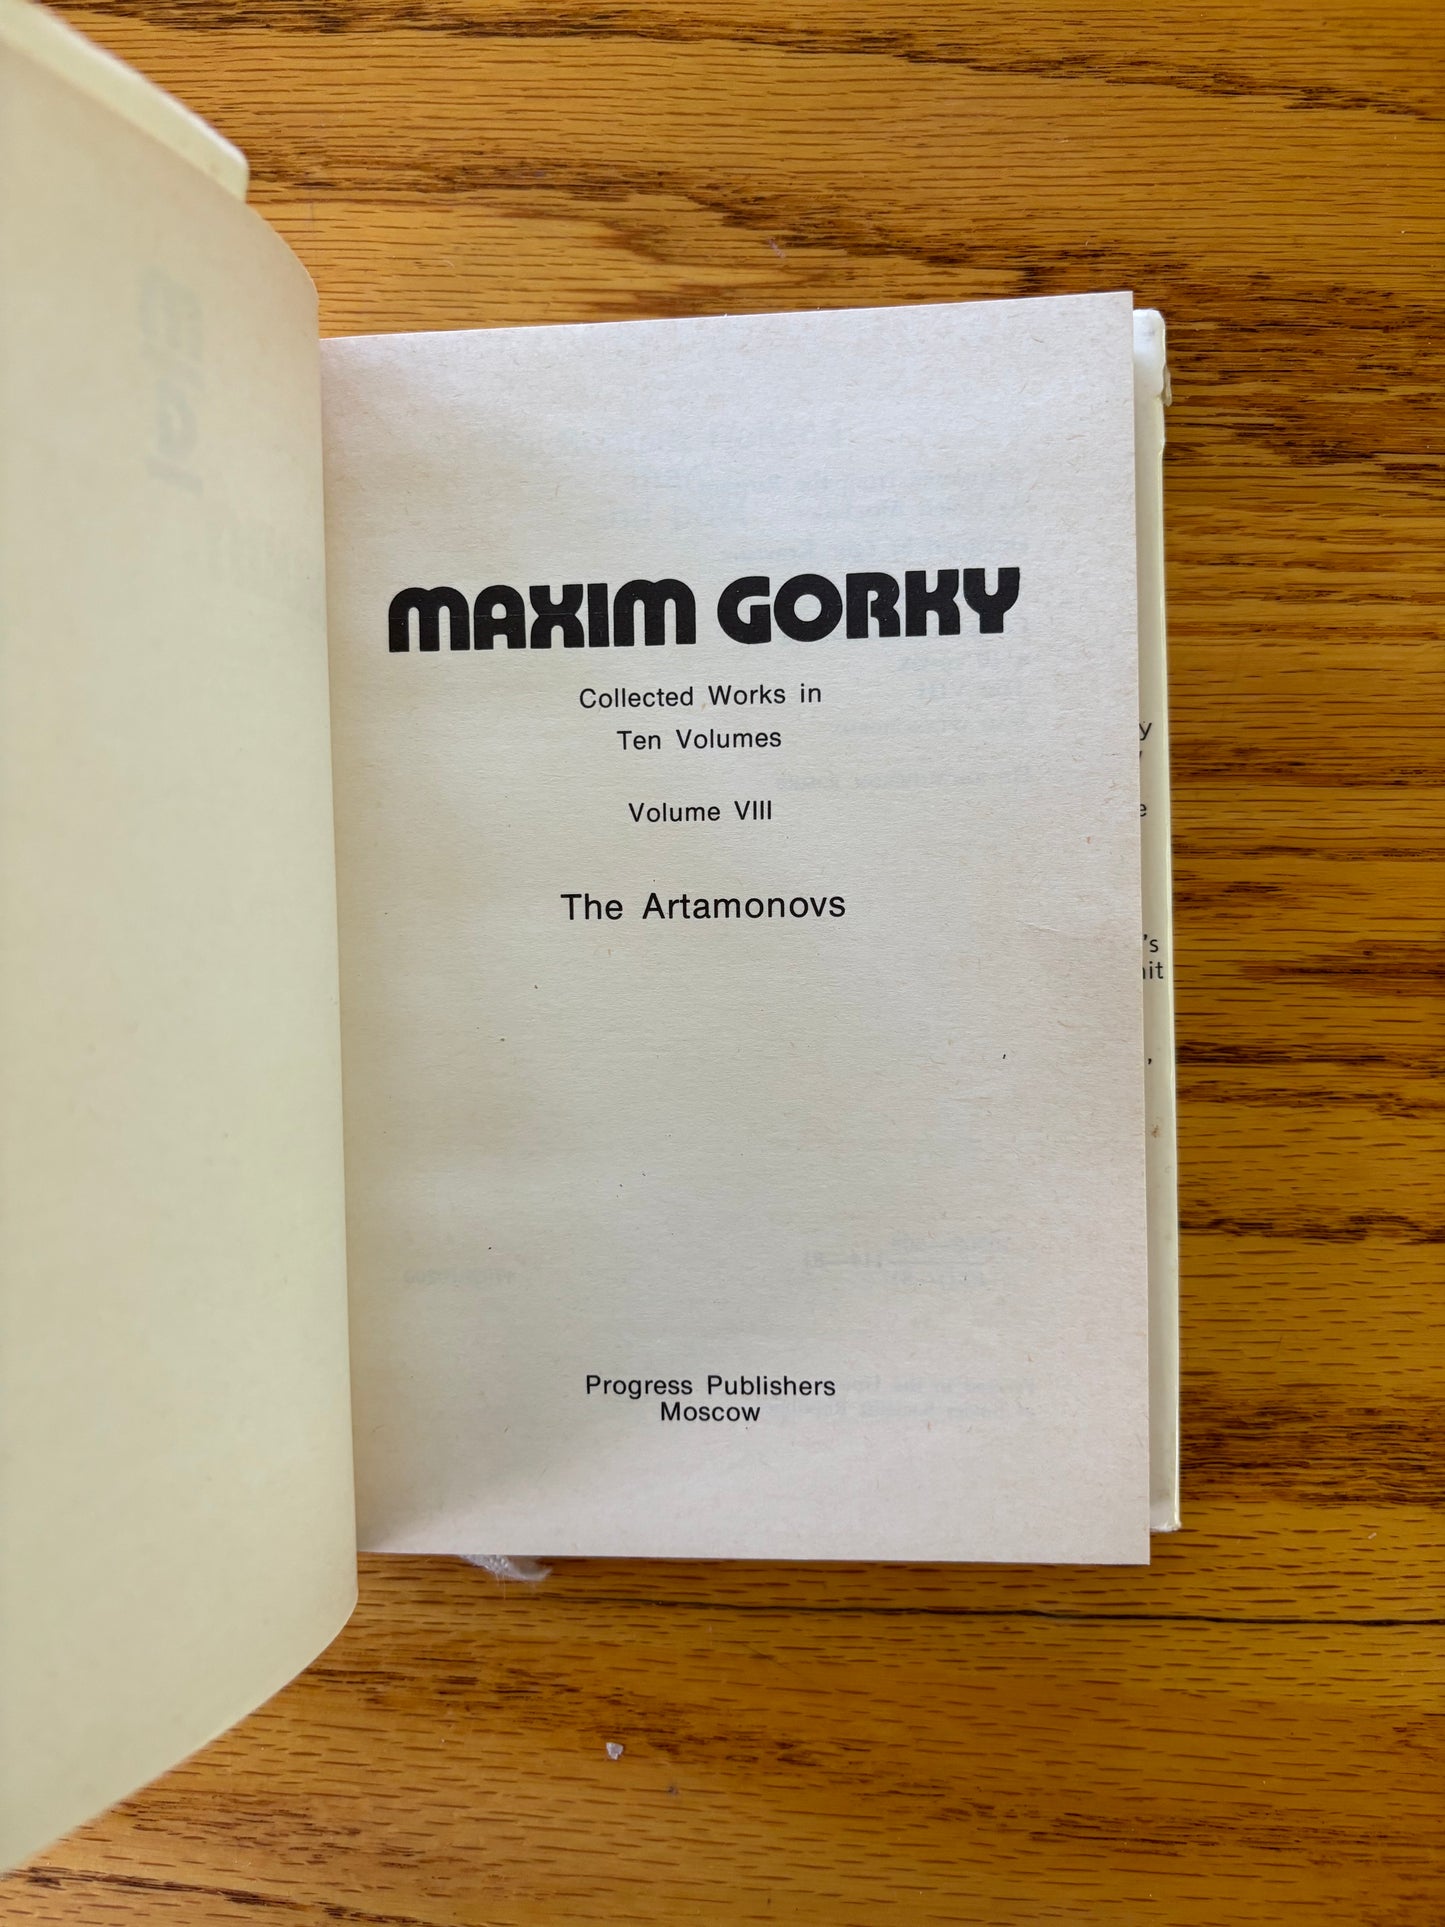 MAXIM GORKY
Collected Works in
Ten Volumes
Volume VIII
The Artamonovs
Progress Publishers
Moscow